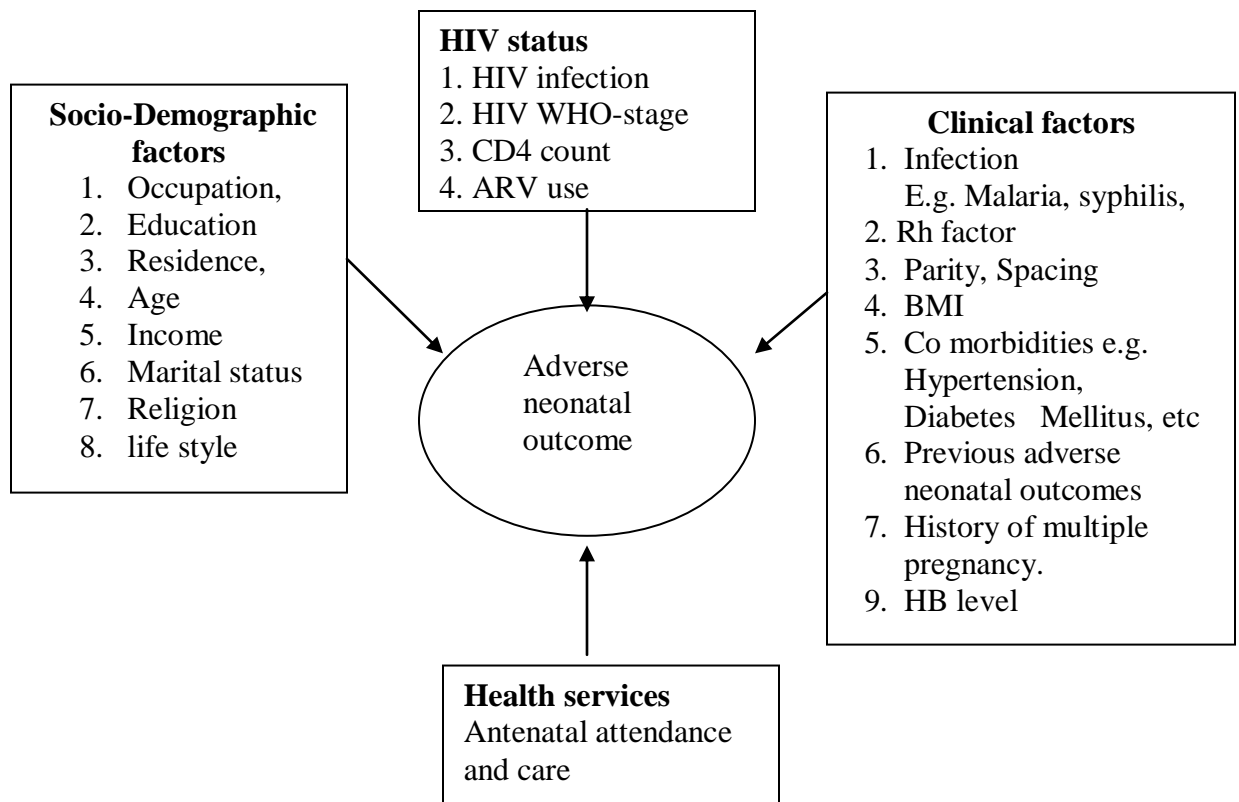 HIV status
1. HIV infection
2. HIV WHO-stage
3. CD4 count
4. ARV use
Socio-Demographic
factors
1. Occupation,
2. Education
3. Residence,
4. Age
5. Income
6. Marital status
7. Religion
8. life style
Clinical factors
1. Infection
E.g. Malaria, syphilis,
2. Rh factor
3. Parity, Spacing
4. BMI
5. Co morbidities e.g.
Hypertension,
Diabetes Mellitus, etc
6. Previous adverse
neonatal outcomes
7. History of multiple
pregnancy.
9. HB level
Adverse
neonatal
outcome
Health services
Antenatal attendance
and care